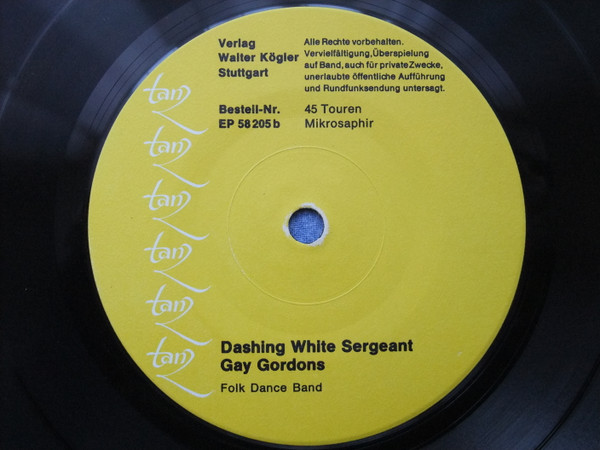 Verlag
Walter Kögler
Stuttgart
Alle Rechte vorbehalten.
Vervielfältigung, Überspielung
auf Band, auch für private Zwecke,
unerlaubte öffentliche Aufführung
und Rundfunksendung untersagt.
Bestell-Nr. 45 Touren
EP 58 205 b Mikrosaphir
tanz
tanz
tanz
tanz
tanz
tanz
Dashing White Sergeant
Gay Gordons
Folk Dance Band